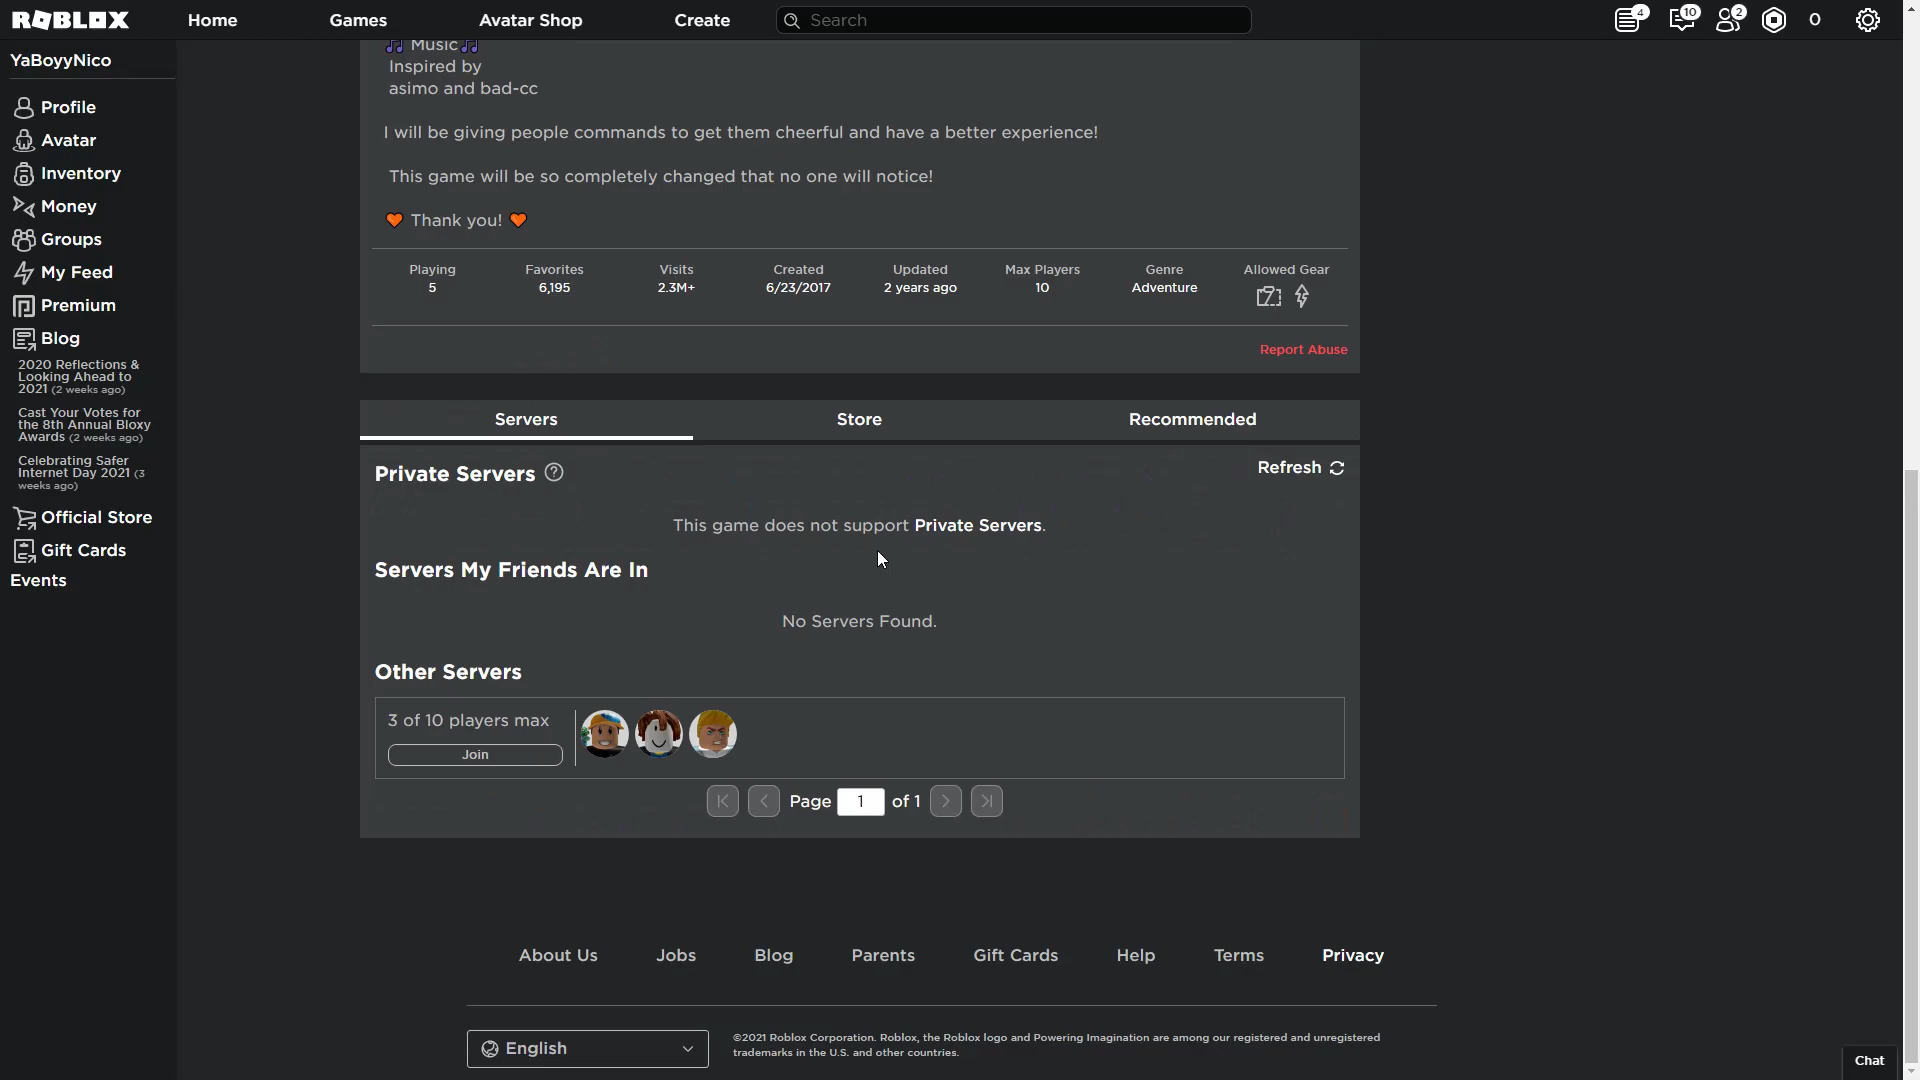 ROBLOX
Home
Games
Avatar Shop
Create
Search
4
10
2
0
YaBoyyNico
Profile
Avatar
Inventory
Money
Groups
My Feed
Premium
Blog
2020 Reflections &
Looking Ahead to
2021 (2 weeks ago)
Cast Your Votes for
the 8th Annual Bloxy
Awards (2 weeks ago)
Celebrating Safer
Internet Day 2021 (3
weeks ago)
Official Store
Gift Cards
Events
🎵 Music🎵
Inspired by
asimo and bad-cc
I will be giving people commands to get them cheerful and have a better experience!
This game will be so completely changed that no one will notice!
🧡 Thank you! 🧡
Playing
5
Favorites
6,195
Visits
2.3M+
Created
6/23/2017
Updated
2 years ago
Max Players
10
Genre
Adventure
Allowed Gear
Report Abuse
Servers
Store
Recommended
Private Servers
Refresh
This game does not support Private Servers.
Servers My Friends Are In
No Servers Found.
Other Servers
3 of 10 players max
Join
Page 1 of 1
About Us
Jobs
Blog
Parents
Gift Cards
Help
Terms
Privacy
English
©2021 Roblox Corporation. Roblox, the Roblox logo and Powering Imagination are among our registered and unregistered
trademarks in the U.S. and other countries.
Chat